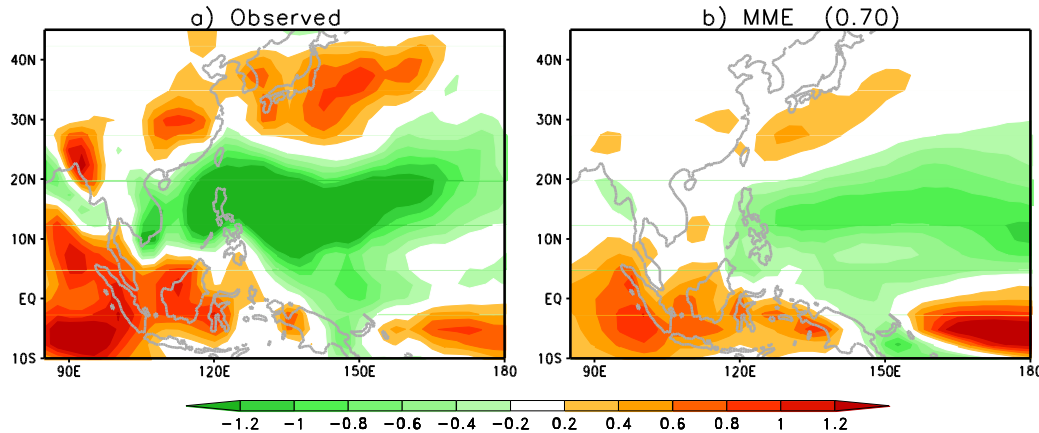 a) Observed
b) MME (0.70)
40N
30N
20N
10N
EQ
10S
90E
120E
150E
180
40N
30N
20N
10N
EQ
10S
90E
120E
150E
180
-1.2 -1 -0.8 -0.6 -0.4 -0.2 0.2 0.4 0.6 0.8 1 1.2